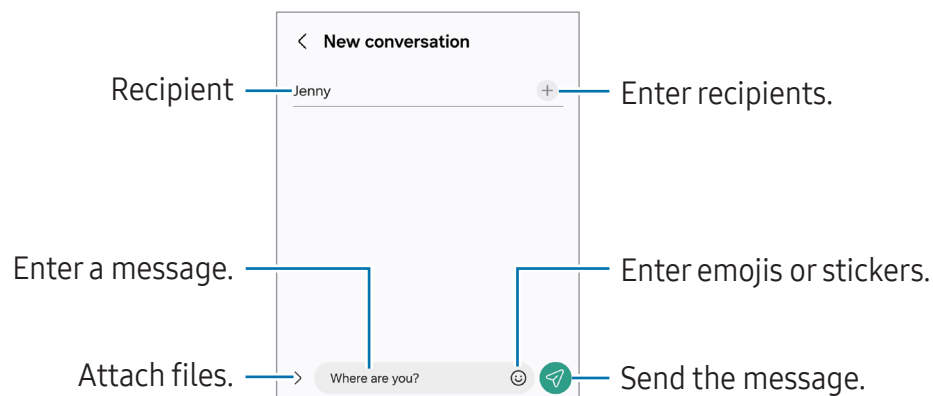 New conversation
Recipient
Jenny
Enter recipients.
Enter a message.
Enter emojis or stickers.
Attach files.
Where are you?
Send the message.